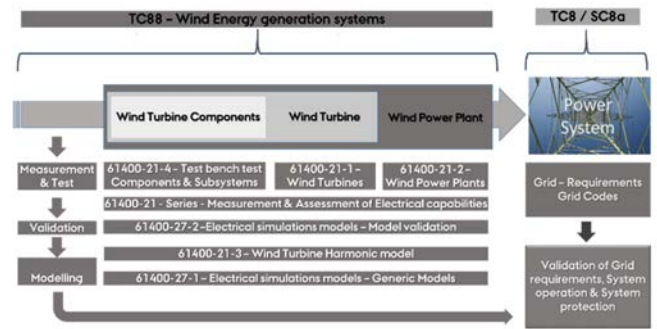 TC88 – Wind Energy generation systems
TC8 / SC8a
Wind Turbine Components
Wind Turbine
Wind Power Plant
Power
System
Measurement
& Test
61400-21-4 – Test bench test
Components & Subsystems
61400-21-1 –
Wind Turbines
61400-21-2 –
Wind Power Plants
Grid – Requirements
Grid Codes
61400-21 - Series - Measurement & Assessment of Electrical capabilities
Validation
61400-27-2–Electrical simulations models – Model validation
61400-21-3 – Wind Turbine Harmonic model
Modelling
61400-27-1 – Electrical simulations models – Generic Models
Validation of Grid
requirements, System
operation & System
protection